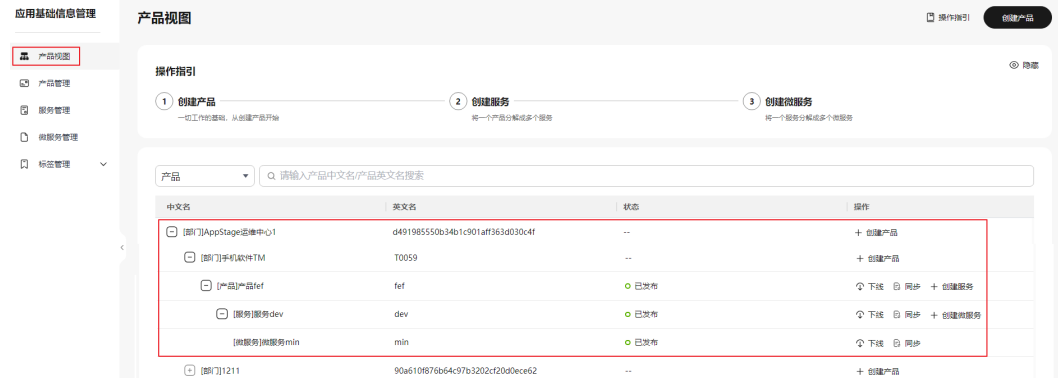 应用基础信息管理
产品视图
产品管理
服务管理
微服务管理
标签管理
产品视图
操作指引
创建产品
操作指引
隐藏
1 创建产品
一切工作的基础，从创建产品开始
2 创建服务
将一个产品分解成多个服务
3 创建微服务
将一个服务分解成多个微服务
产品 请输入产品中文名/产品英文名搜索
中文名 英文名 状态 操作
[部门]AppStage运维中心1 d491985550b34b1c901aff363d030c4f -- + 创建产品
[部门]手机软件TM T0059 -- + 创建产品
[产品]产品fef fef 已发布 下线 同步 + 创建服务
[服务]服务dev dev 已发布 下线 同步 + 创建微服务
[微服务]微服务min min 已发布 下线 同步
[部门]1211 90a610f876b64c97b3202cf20d0ece62 -- + 创建产品